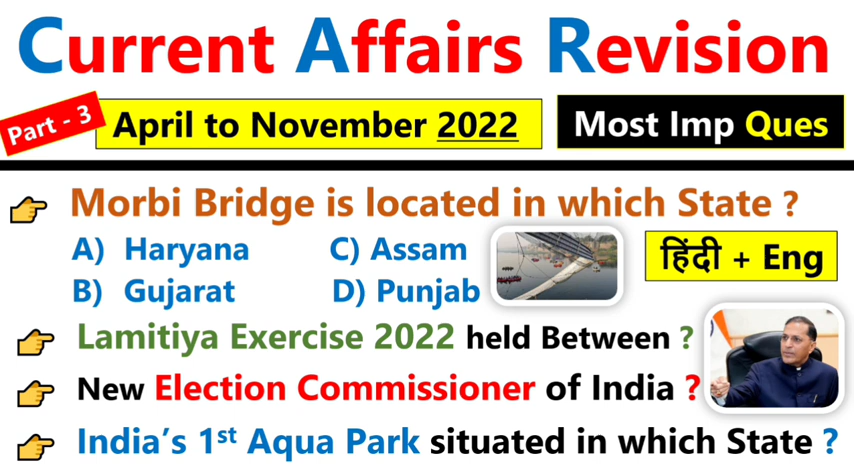 Current Affairs Revision
Part - 3
April to November 2022
Most Imp Ques
Morbi Bridge is located in which State ?
A) Haryana
C) Assam
B) Gujarat
D) Punjab
हिंदी + Eng
Lamitiya Exercise 2022 held Between ?
New Election Commissioner of India ?
India's 1st Aqua Park situated in which State ?